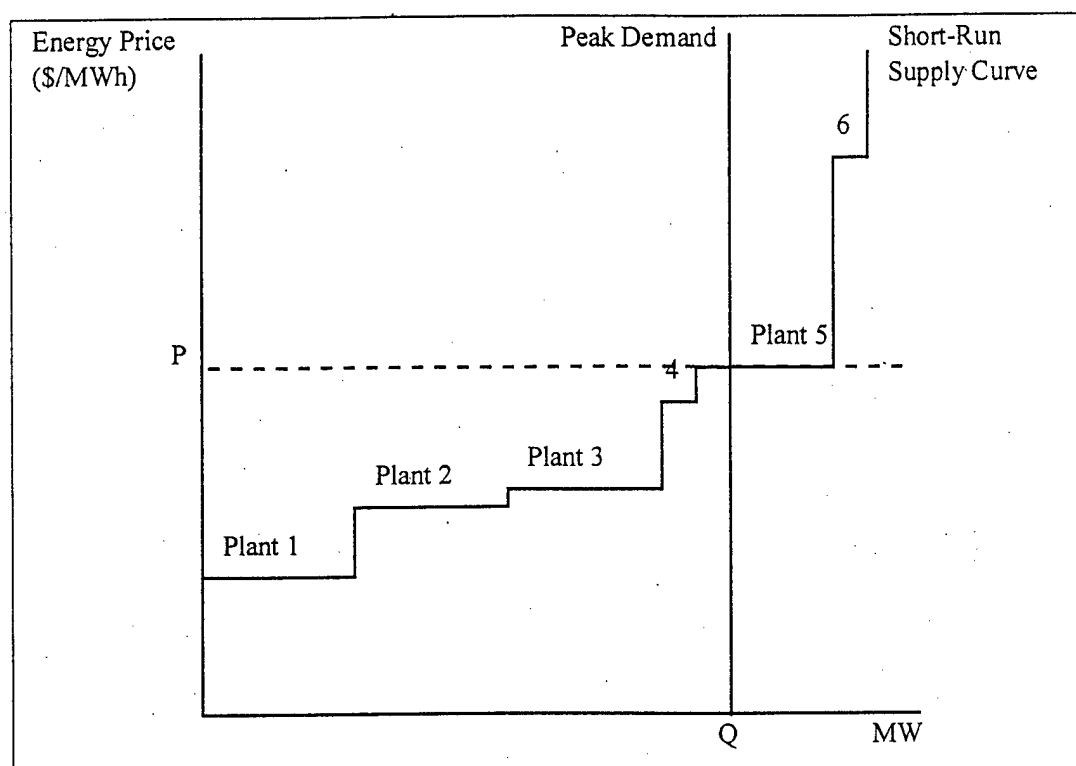 Energy Price
($/MWh)
Peak Demand
Short-Run
Supply Curve
6
Plant 5
P
4
Plant 3
Plant 2
Plant 1
Q
MW